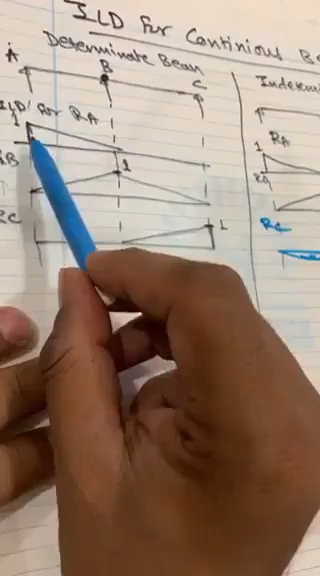 ILD For Continious
Determinate Beam
A
B
C
ILD for RA
1
RB
1
RC
1
Indeterm
1
RA
RB
RC